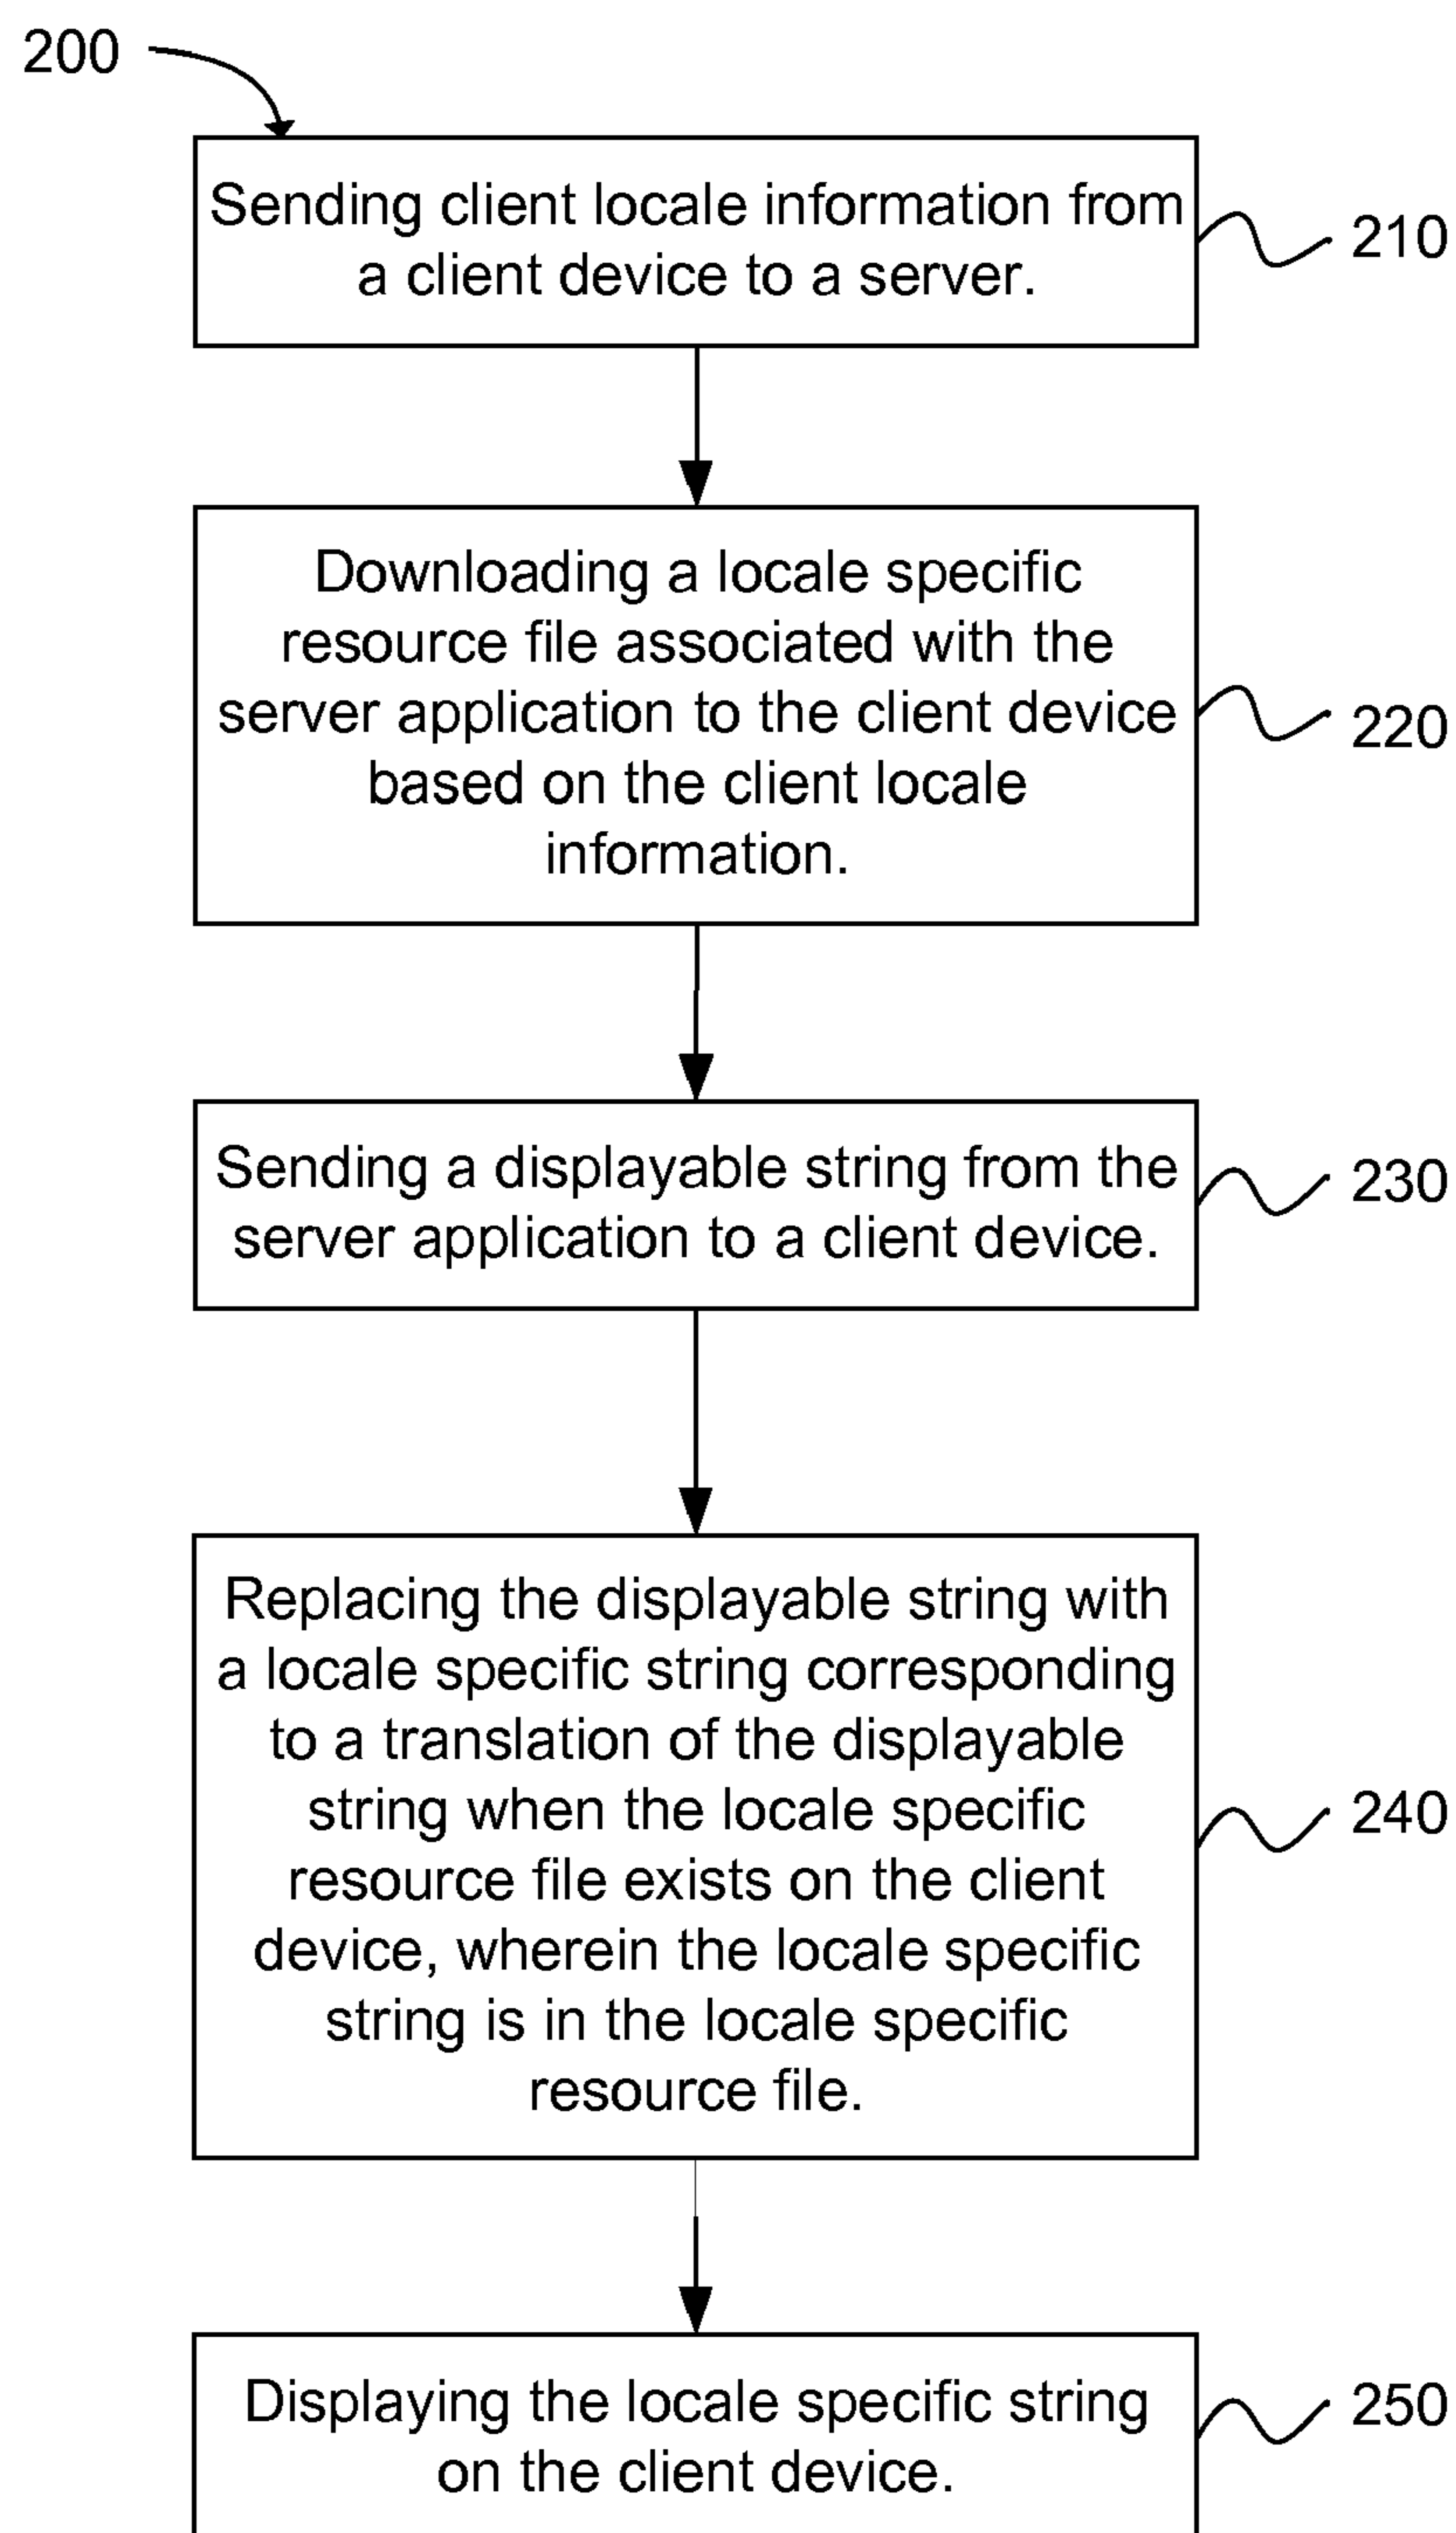 200
Sending client locale information from
a client device to a server.
210
Downloading a locale specific
resource file associated with the
server application to the client device
based on the client locale
information.
220
Sending a displayable string from the
server application to a client device.
230
Replacing the displayable string with
a locale specific string corresponding
to a translation of the displayable
string when the locale specific
resource file exists on the client
device, wherein the locale specific
string is in the locale specific
resource file.
240
Displaying the locale specific string
on the client device.
250